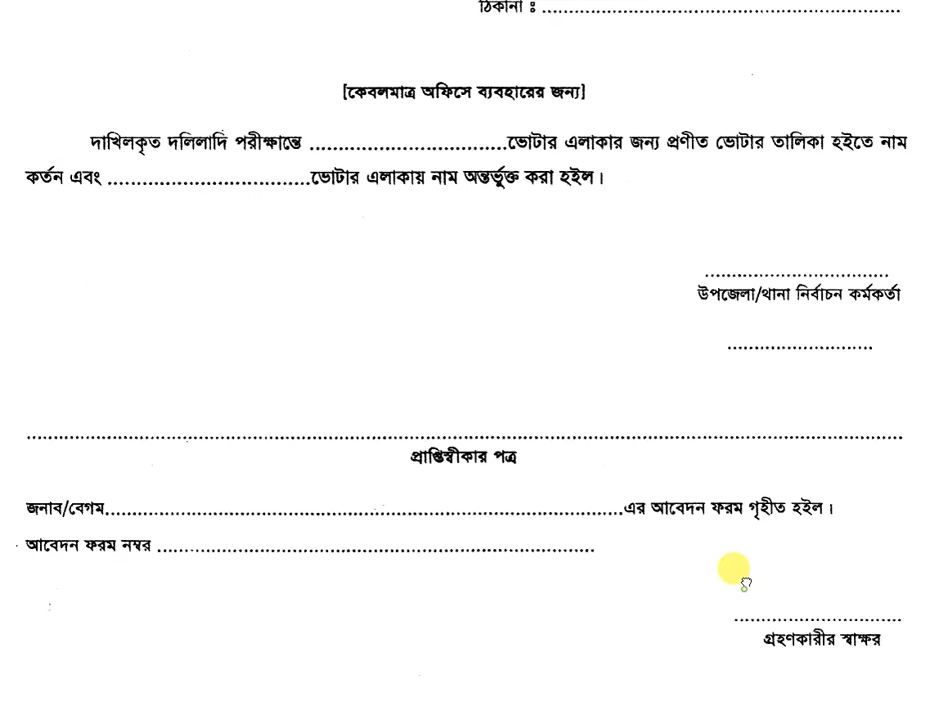 ঠিকানা ঃ ............................................................
[কেবলমাত্র অফিসে ব্যবহারের জন্য]
দাখিলকৃত দলিলাদি পরীক্ষান্তে .................................ভোটার এলাকার জন্য প্রণীত ভোটার তালিকা হইতে নাম
কর্তন এবং ..................................ভোটার এলাকায় নাম অন্তর্ভুক্ত করা হইল।
..................................
উপজেলা/থানা নির্বাচন কর্মকর্তা
...........................
..................................................................................................................................................
প্রাপ্তিস্বীকার পত্র
জনাব/বেগম......................................................................................এর আবেদন ফরম গৃহীত হইল।
আবেদন ফরম নম্বর .........................................................................
...............................
গ্রহণকারীর স্বাক্ষর